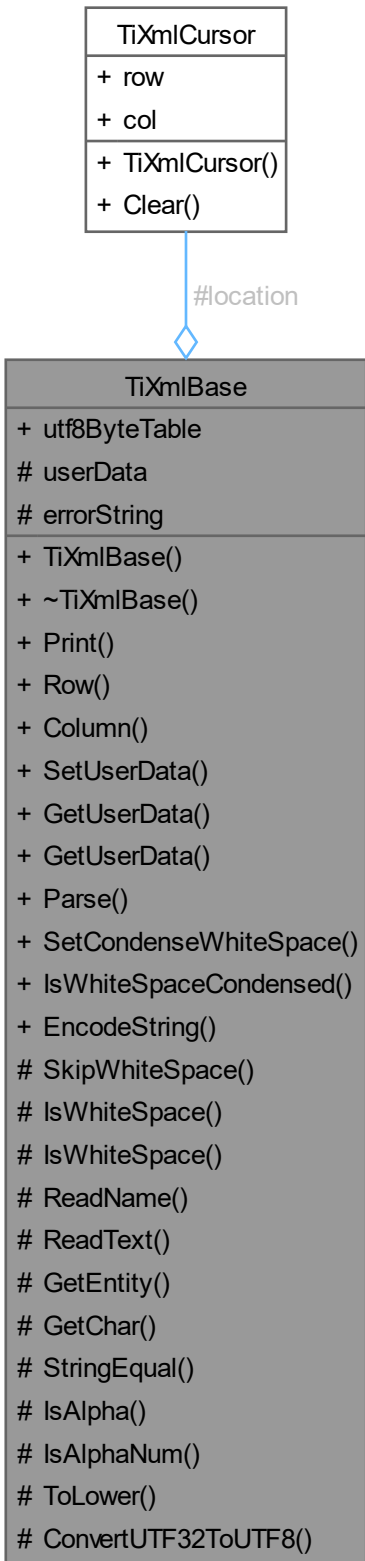 TiXmlCursor
+ row
+ col
+ TiXmlCursor()
+ Clear()
#location
TiXmlBase
+ utf8ByteTable
# userData
# errorString
+ TiXmlBase()
+ ~TiXmlBase()
+ Print()
+ Row()
+ Column()
+ SetUserData()
+ GetUserData()
+ GetUserData()
+ Parse()
+ SetCondenseWhiteSpace()
+ IsWhiteSpaceCondensed()
+ EncodeString()
# SkipWhiteSpace()
# IsWhiteSpace()
# IsWhiteSpace()
# ReadName()
# ReadText()
# GetEntity()
# GetChar()
# StringEqual()
# IsAlpha()
# IsAlphaNum()
# ToLower()
# ConvertUTF32ToUTF8()